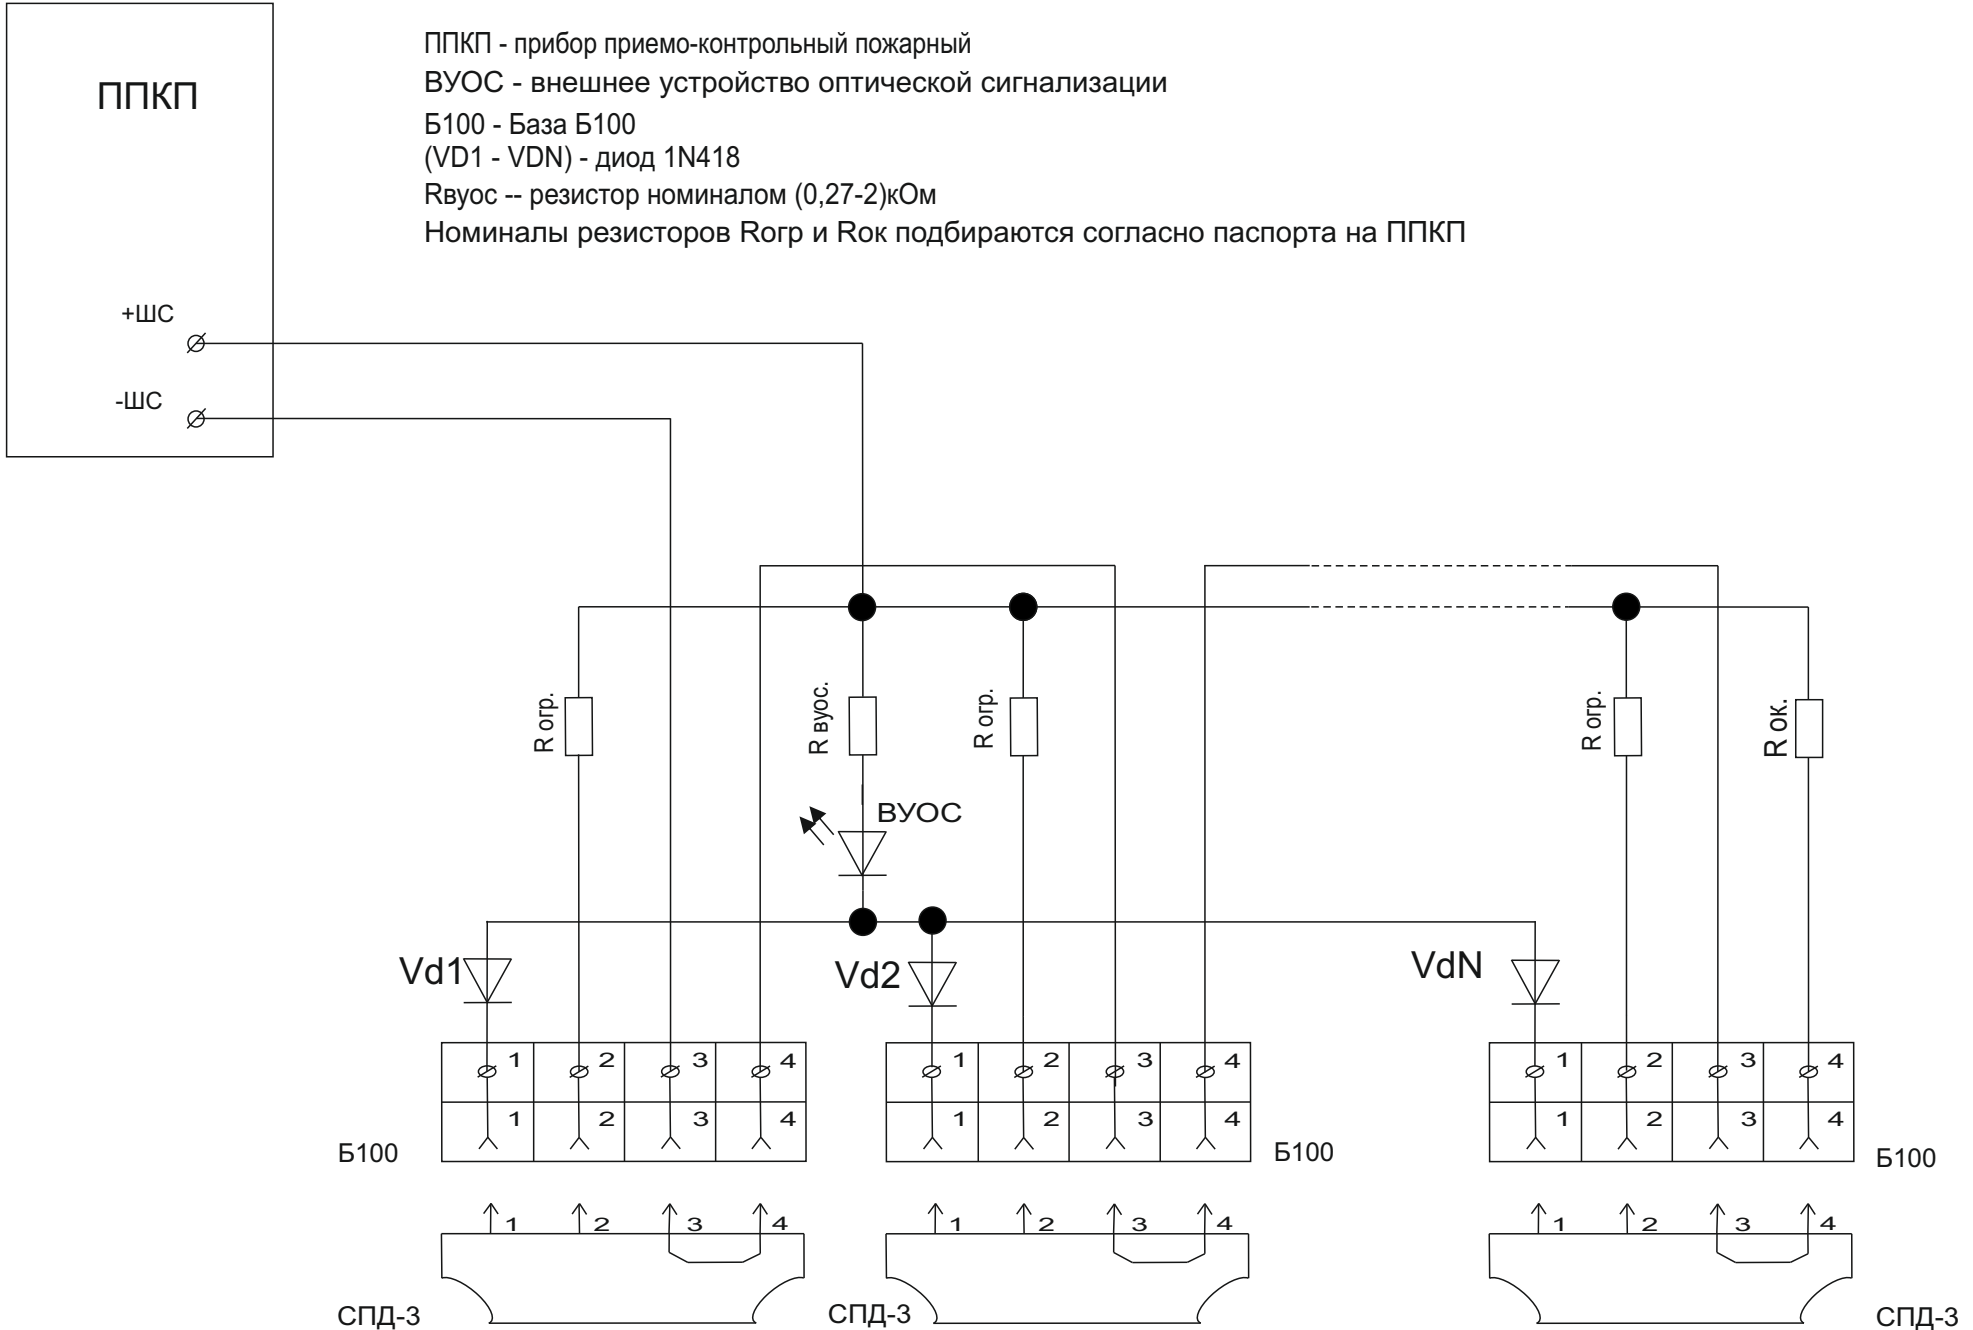 ППКП
ППКП - прибор приемо-контрольный пожарный
ВУОС - внешнее устройство оптической сигнализации
Б100 - База Б100
(VD1 - VDN) - диод 1N418
Rвуос -- резистор номиналом (0,27-2)кОм
Номиналы резисторов Rогр и Rок подбираются согласно паспорта на ППКП
+ШС
-ШС
R огр.
R вуос.
R огр.
R огр.
R ок.
ВУОС
Vd1
Vd2
VdN
1 2 3 4
1 2 3 4
1 2 3 4
1 2 3 4
1 2 3 4
1 2 3 4
Б100
Б100
Б100
1 2 3 4
1 2 3 4
1 2 3 4
СПД-3
СПД-3
СПД-3